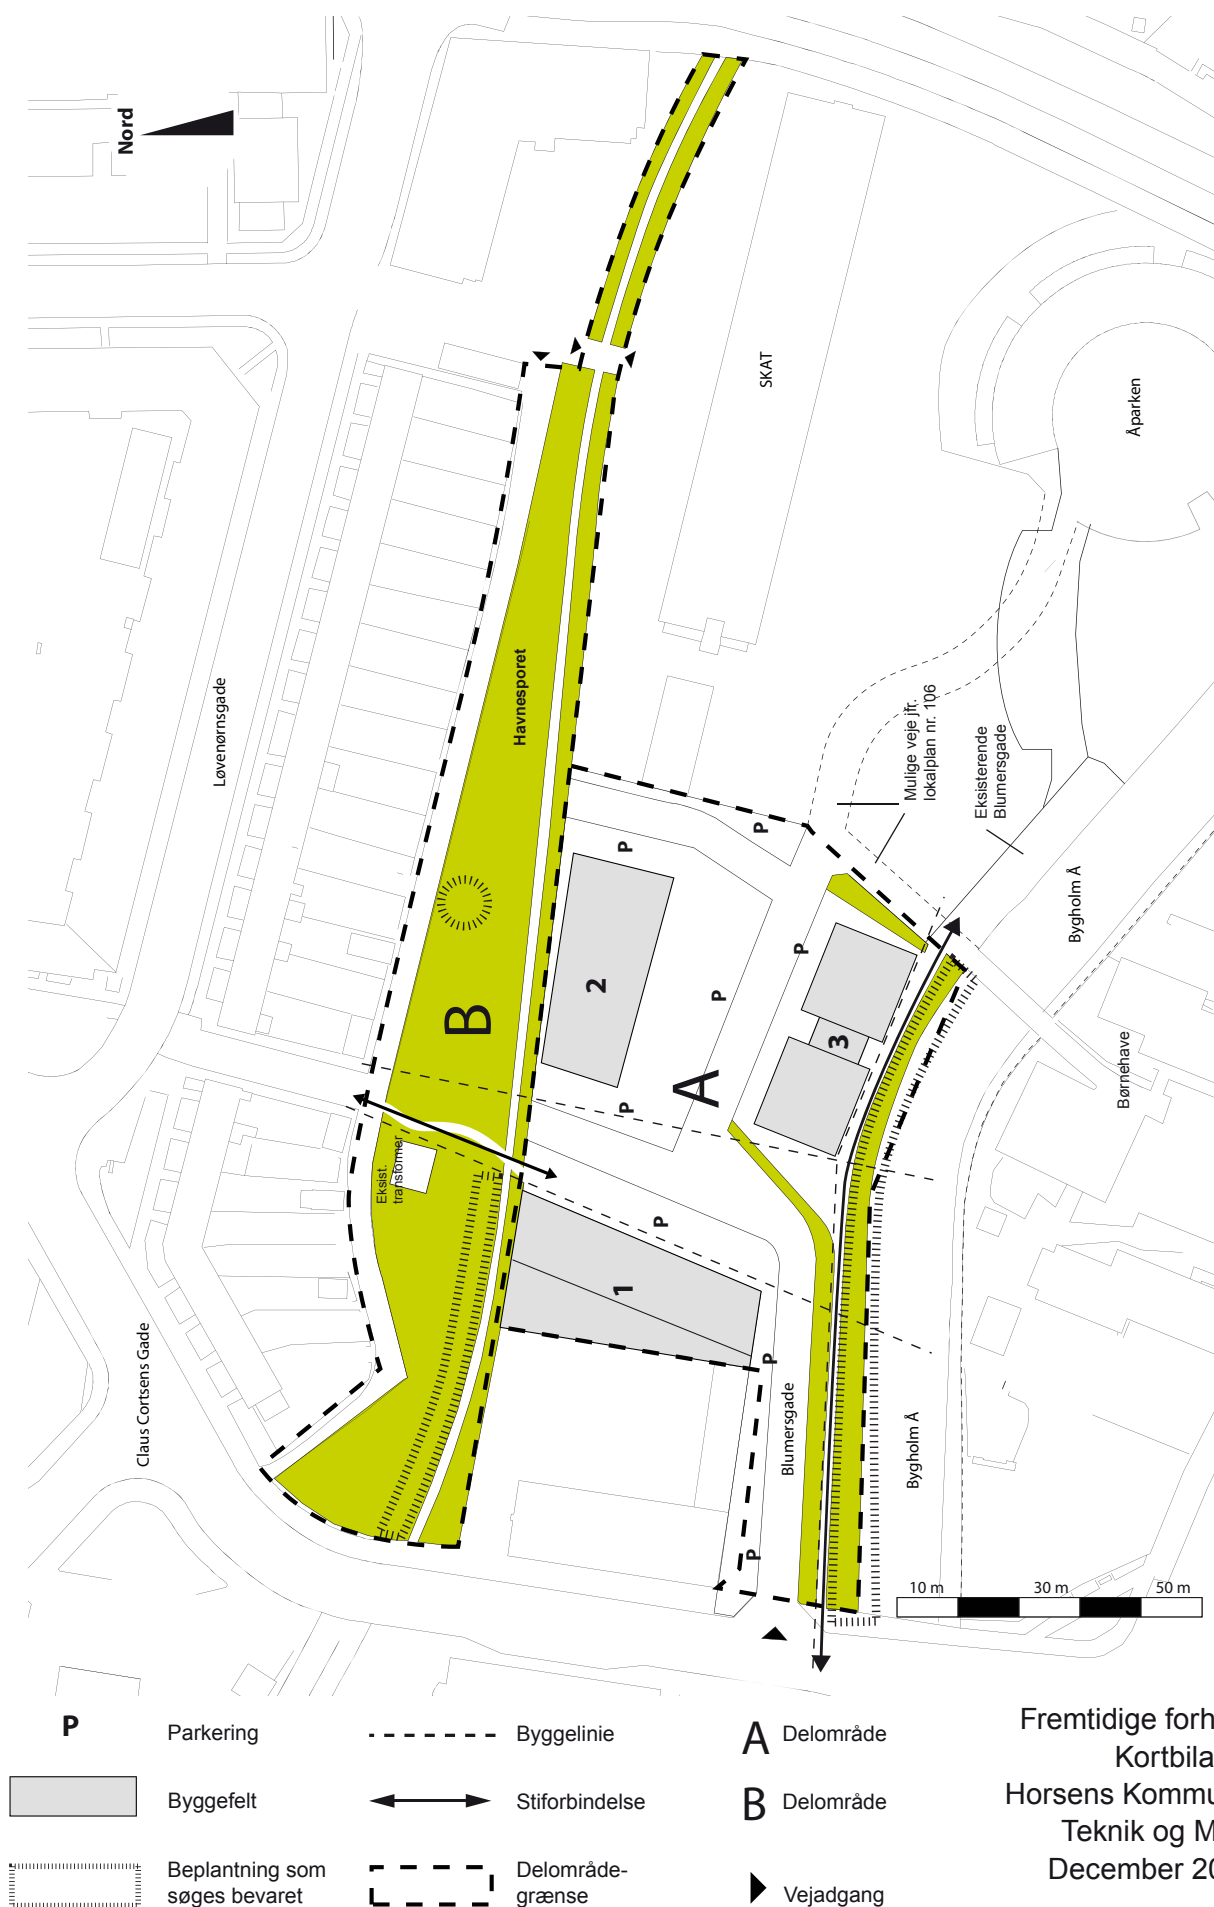 Nord
SKAT
Åparken
Løvenørnsgade
Havnesporet
Mulige veje jfr.
lokalplan nr. 106
Eksisterende
Blumersgade
P
P
P
P
2
B
A
3
P
Bygholm Å
Børnehave
Eksist.
transformer
P
1
P
Claus Cortsens Gade
Blumersgade
Bygholm Å
P
10 m 30 m 50 m
P Parkering
Byggelinie
A Delområde
Byggefelt
Stiforbindelse
B Delområde
Beplantning som
søges bevaret
Delområde-
grænse
Vejadgang
Fremtidige forh
Kortbila
Horsens Kommu
Teknik og M
December 20